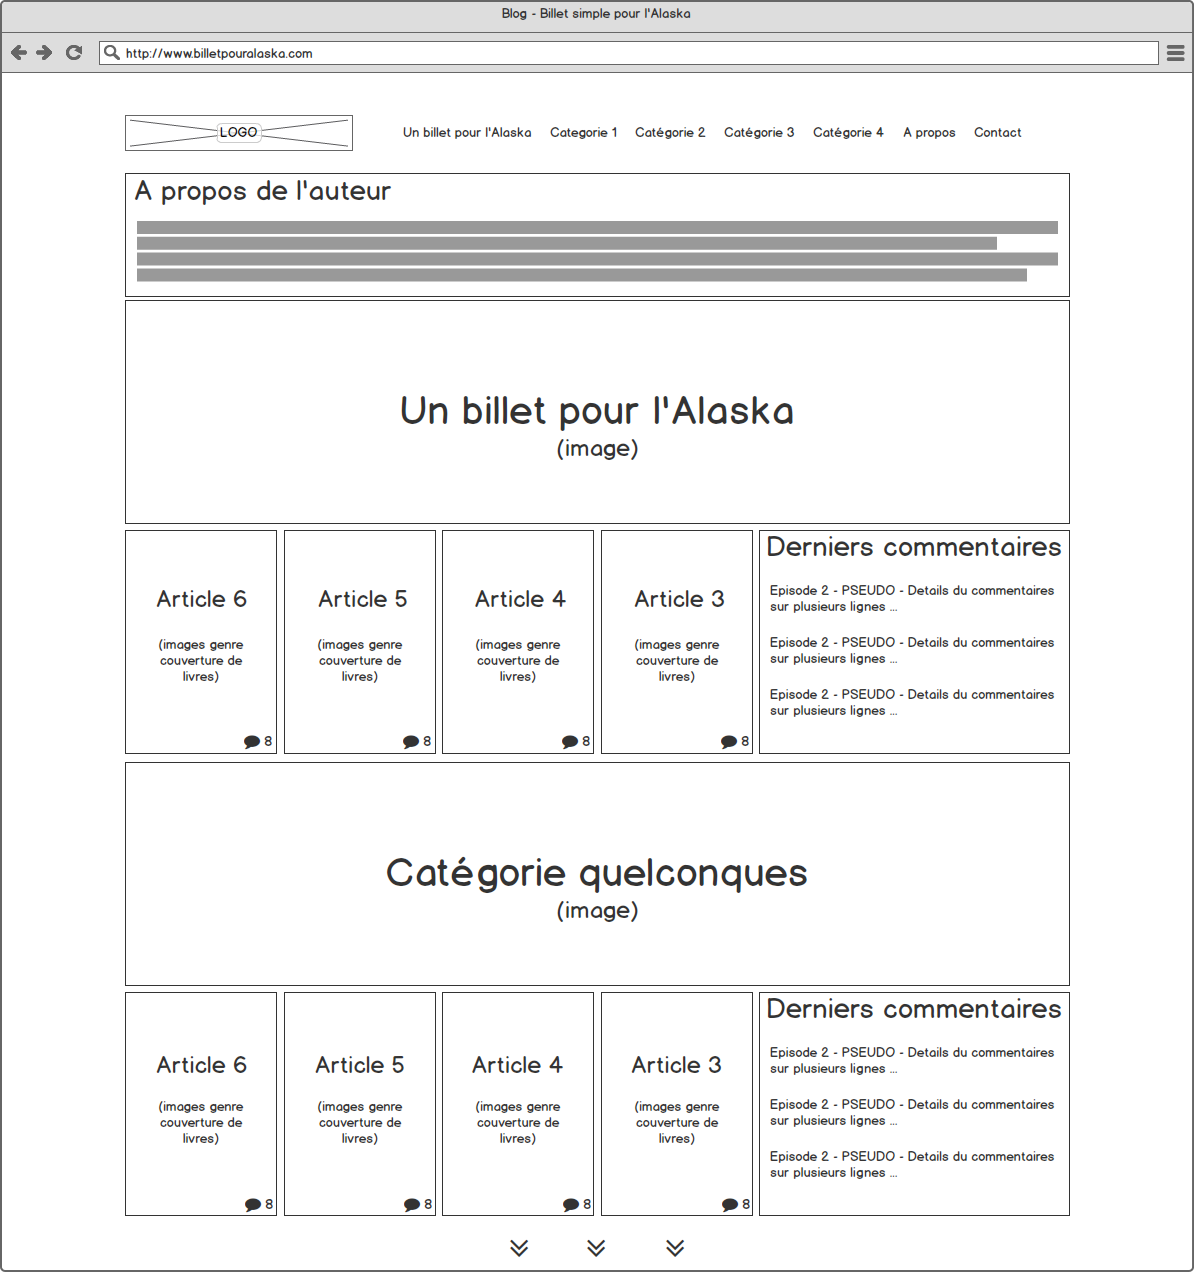 Blog - Billet simple pour l'Alaska
http://www.billetpouralaska.com
LOGO
Un billet pour l'Alaska Categorie 1 Catégorie 2 Catégorie 3 Catégorie 4 A propos Contact
A propos de l'auteur
Un billet pour l'Alaska
(image)
Article 6
(images genre
couverture de
livres)
8
Article 5
(images genre
couverture de
livres)
8
Article 4
(images genre
couverture de
livres)
8
Article 3
(images genre
couverture de
livres)
8
Derniers commentaires
Episode 2 - PSEUDO - Details du commentaires
sur plusieurs lignes ...
Episode 2 - PSEUDO - Details du commentaires
sur plusieurs lignes ...
Episode 2 - PSEUDO - Details du commentaires
sur plusieurs lignes ...
Catégorie quelconques
(image)
Article 6
(images genre
couverture de
livres)
8
Article 5
(images genre
couverture de
livres)
8
Article 4
(images genre
couverture de
livres)
8
Article 3
(images genre
couverture de
livres)
8
Derniers commentaires
Episode 2 - PSEUDO - Details du commentaires
sur plusieurs lignes ...
Episode 2 - PSEUDO - Details du commentaires
sur plusieurs lignes ...
Episode 2 - PSEUDO - Details du commentaires
sur plusieurs lignes ...